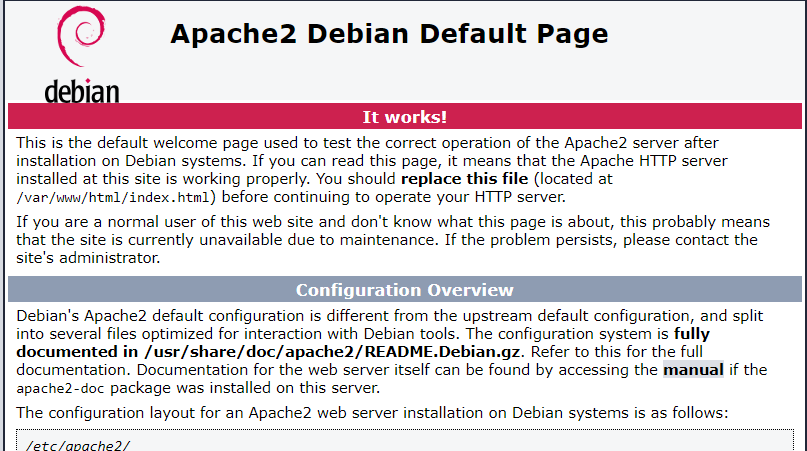 Apache2 Debian Default Page
debian
It works!
This is the default welcome page used to test the correct operation of the Apache2 server after
installation on Debian systems. If you can read this page, it means that the Apache HTTP server
installed at this site is working properly. You should replace this file (located at
/var/www/html/index.html) before continuing to operate your HTTP server.
If you are a normal user of this web site and don't know what this page is about, this probably means
that the site is currently unavailable due to maintenance. If the problem persists, please contact the
site's administrator.
Configuration Overview
Debian's Apache2 default configuration is different from the upstream default configuration, and split
into several files optimized for interaction with Debian tools. The configuration system is fully
documented in /usr/share/doc/apache2/README.Debian.gz. Refer to this for the full
documentation. Documentation for the web server itself can be found by accessing the manual if the
apache2-doc package was installed on this server.
The configuration layout for an Apache2 web server installation on Debian systems is as follows:
/etc/apache2/